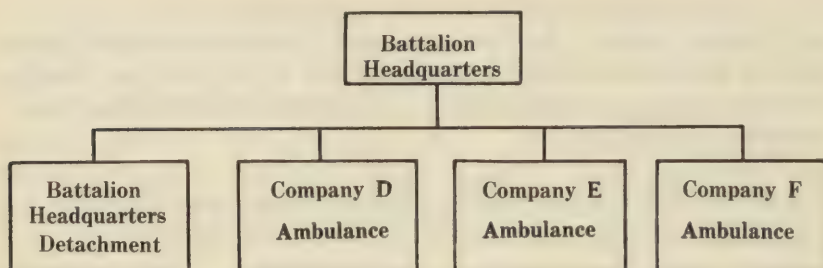 Battalion
Headquarters
Battalion
Headquarters
Detachment
Company D
Ambulance
Company E
Ambulance
Company F
Ambulance